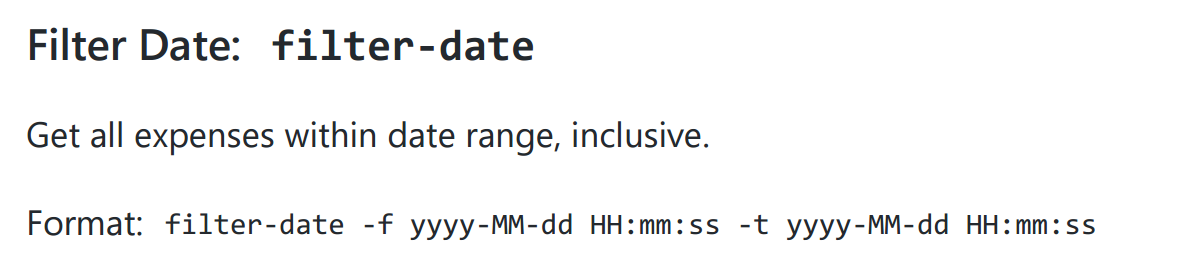 Filter Date: filter-date
Get all expenses within date range, inclusive.
Format: filter-date -f yyyy-MM-dd HH:mm:ss -t yyyy-MM-dd HH:mm:ss